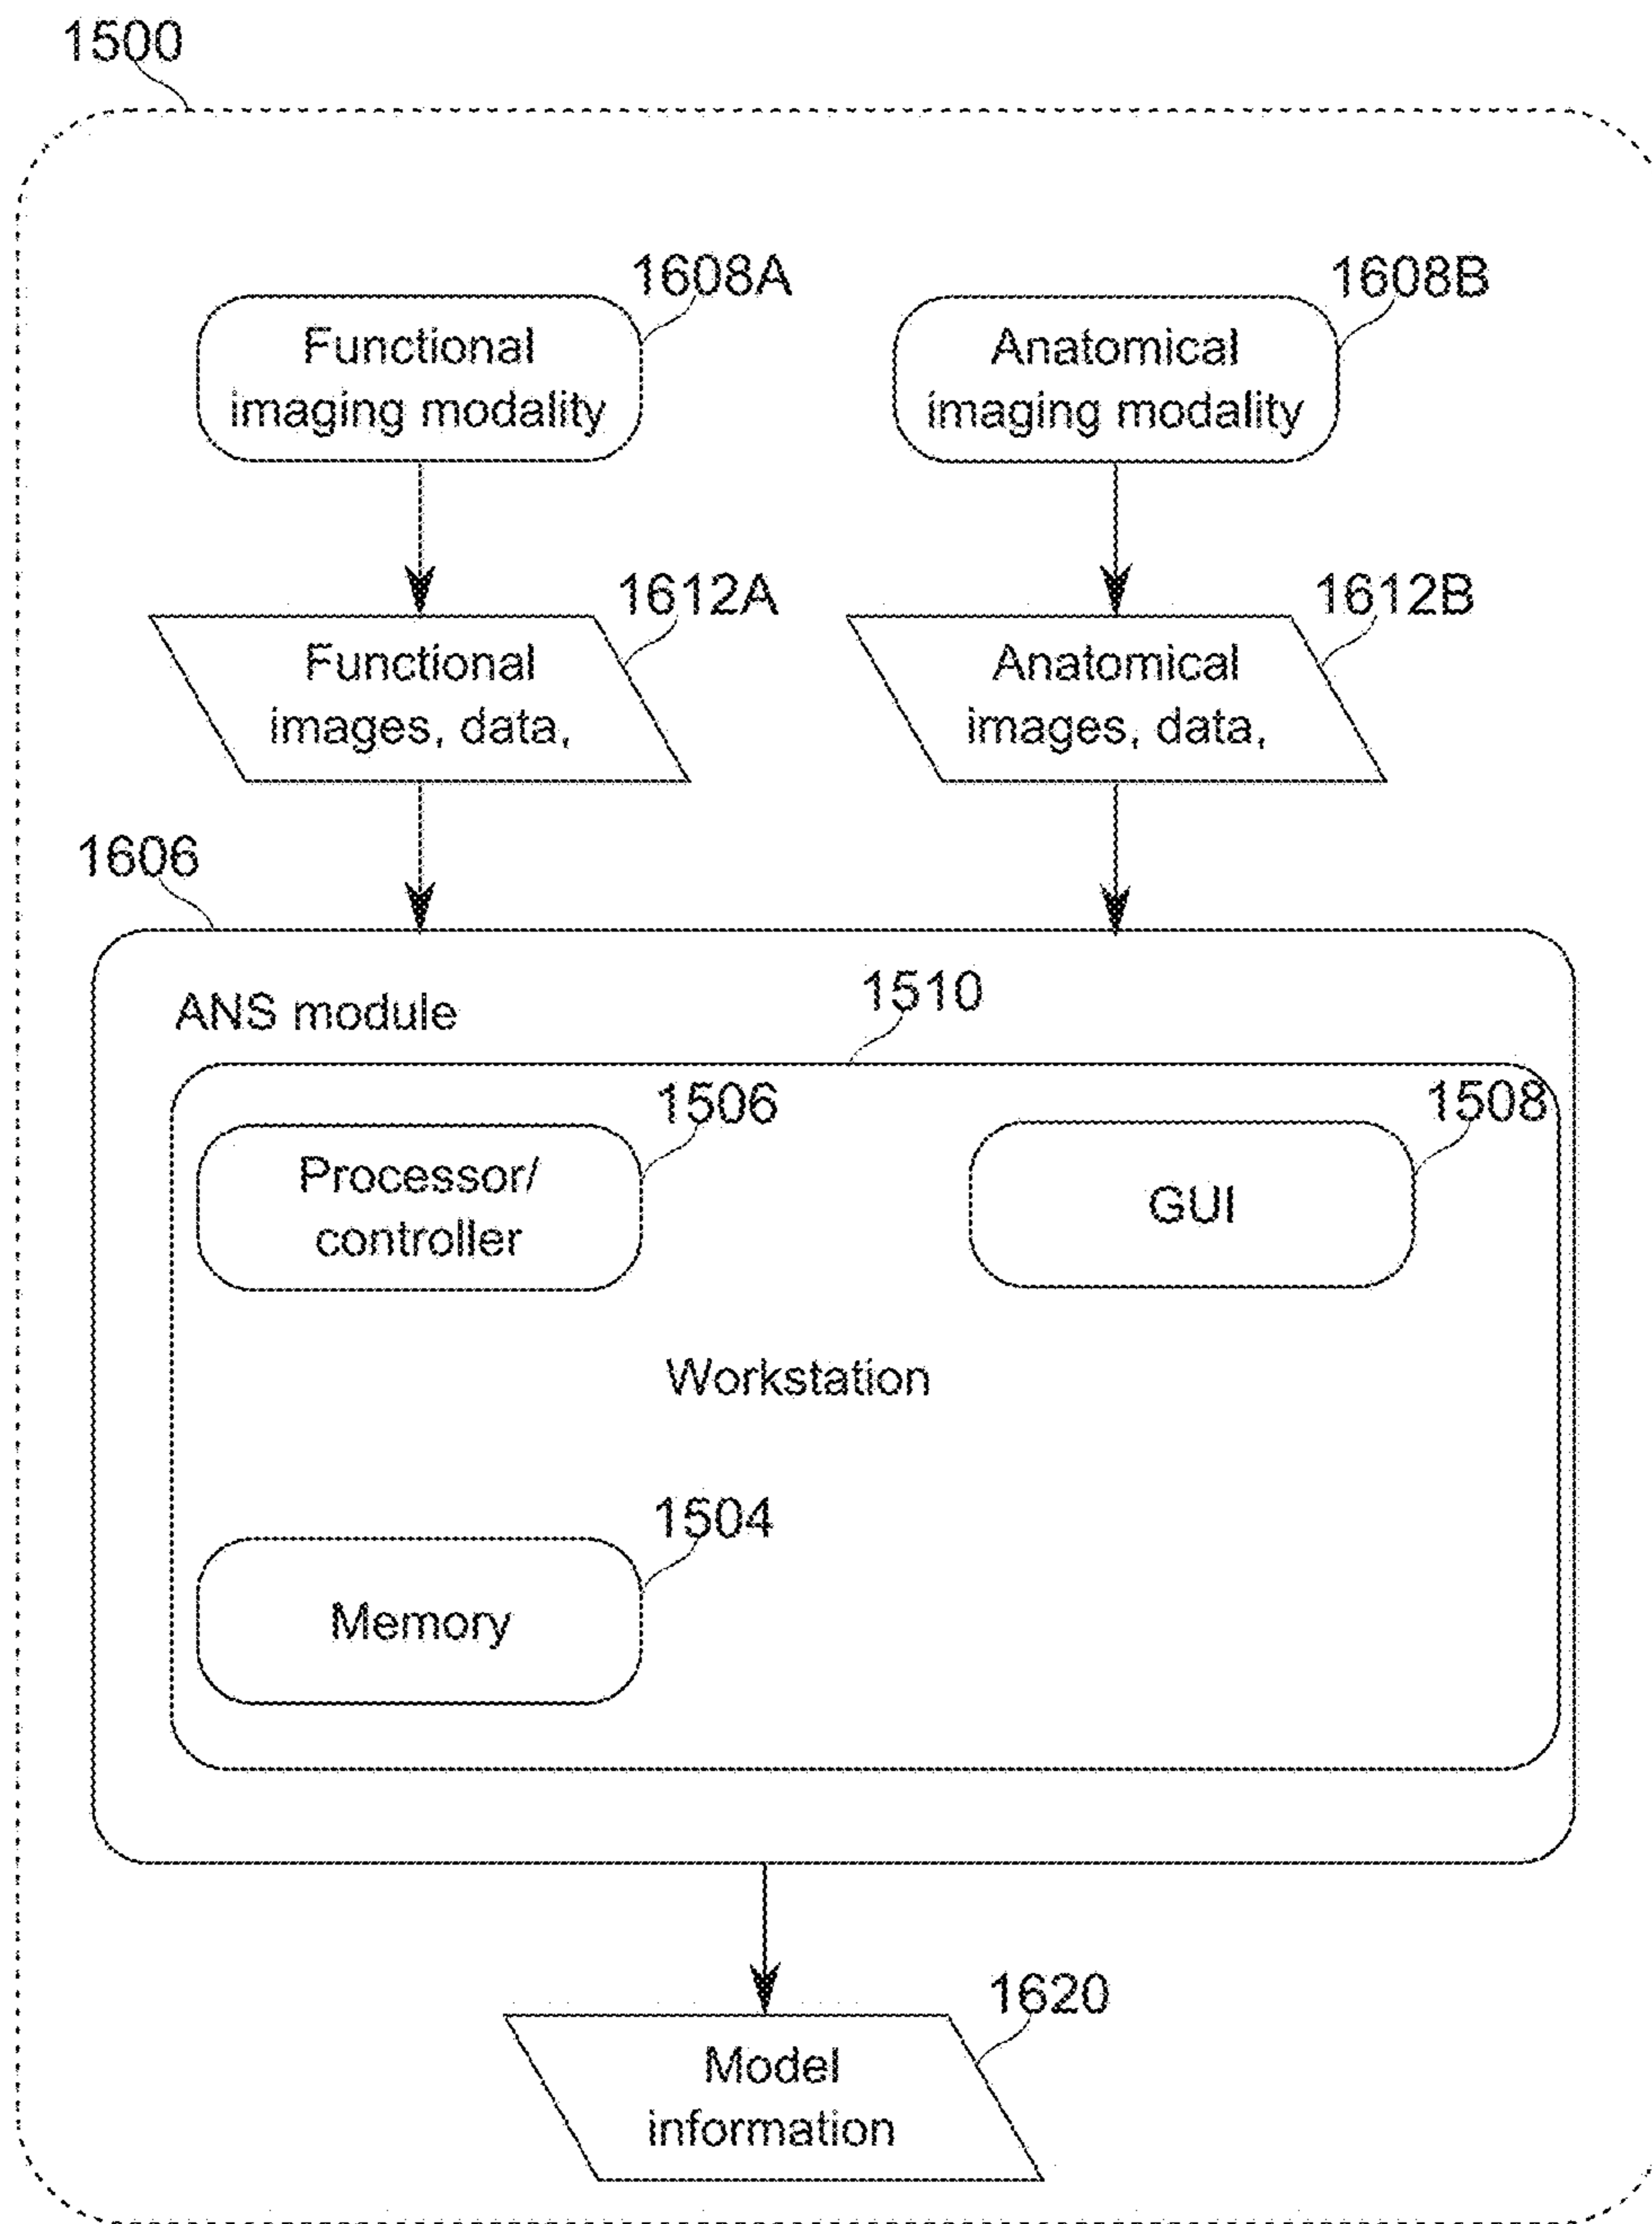 1500
1608A
1608B
Functional
imaging modality
Anatomical
imaging modality
1612A
1612B
Functional
images, data,
Anatomical
images, data,
1606
ANS module
1510
1506
1508
Processor/
controller
GUI
Workstation
1504
Memory
1620
Model
information